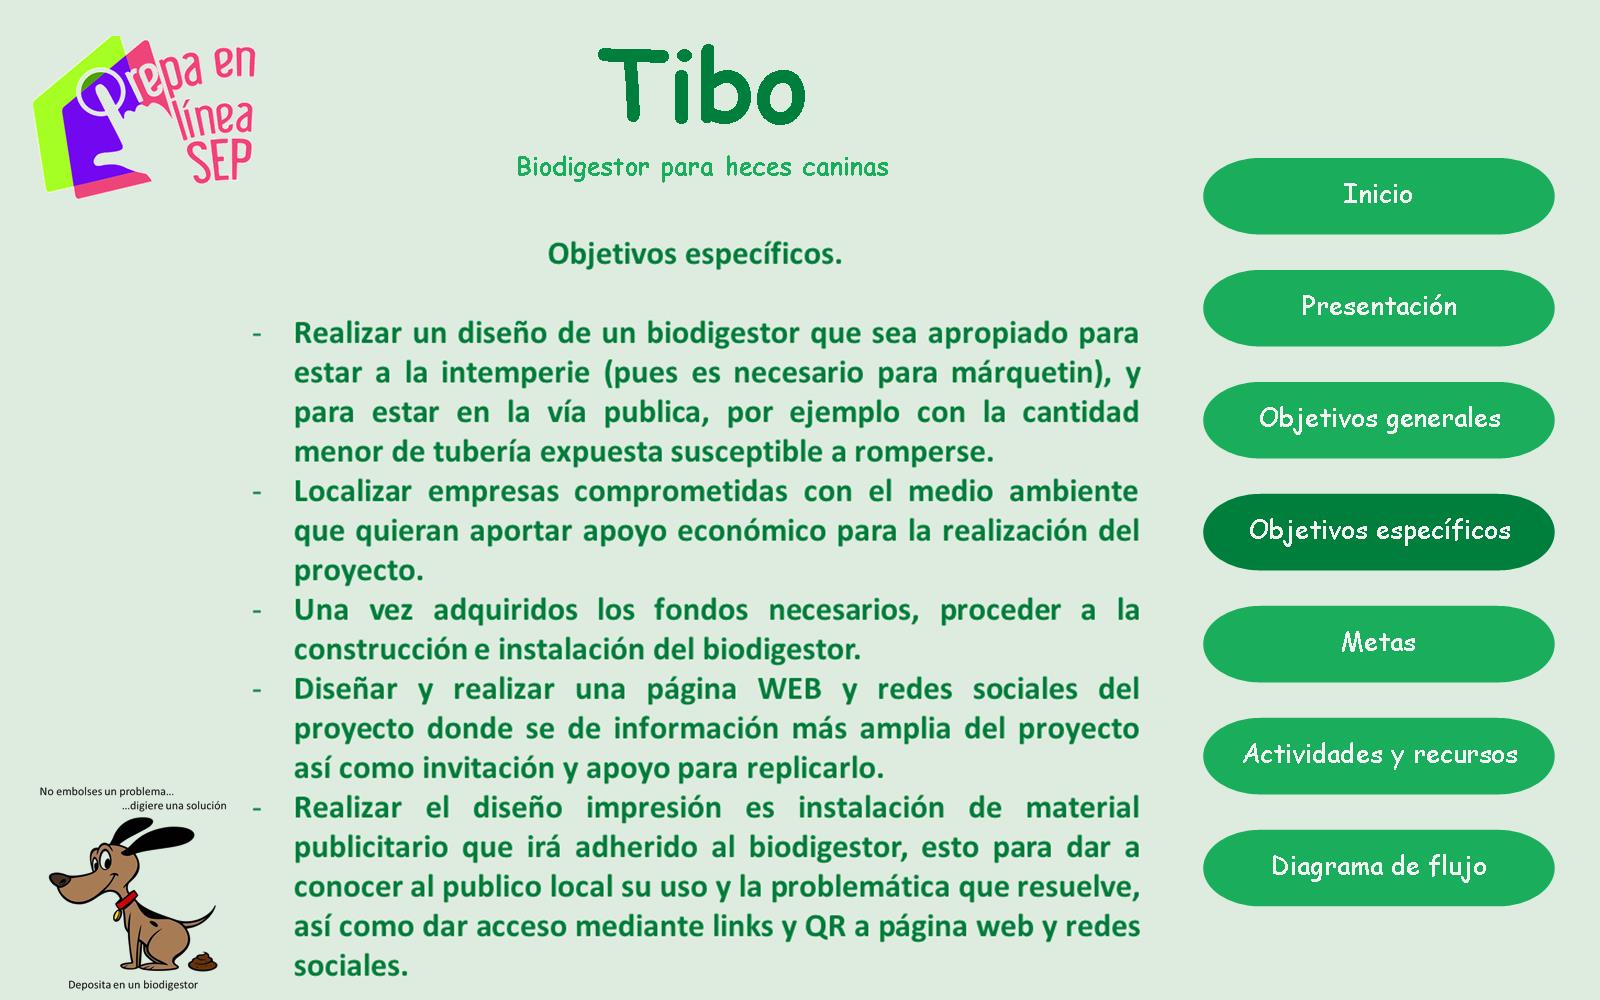 Prepa en
línea
SEP
Tibo
Biodigestor para heces caninas
Objetivos específicos.
- Realizar un diseño de un biodigestor que sea apropiado para
estar a la intemperie (pues es necesario para márquetin), y
para estar en la vía publica, por ejemplo con la cantidad
menor de tubería expuesta susceptible a romperse.
- Localizar empresas comprometidas con el medio ambiente
que quieran aportar apoyo económico para la realización del
proyecto.
- Una vez adquiridos los fondos necesarios, proceder a la
construcción e instalación del biodigestor.
- Diseñar y realizar una página WEB y redes sociales del
proyecto donde se de información más amplia del proyecto
así como invitación y apoyo para replicarlo.
- Realizar el diseño impresión es instalación de material
publicitario que irá adherido al biodigestor, esto para dar a
conocer al publico local su uso y la problemática que resuelve,
así como dar acceso mediante links y QR a página web y redes
sociales.
Inicio
Presentación
Objetivos generales
Objetivos específicos
Metas
Actividades y recursos
Diagrama de flujo
No embolses un problema...
...digiere una solución
Deposita en un biodigestor